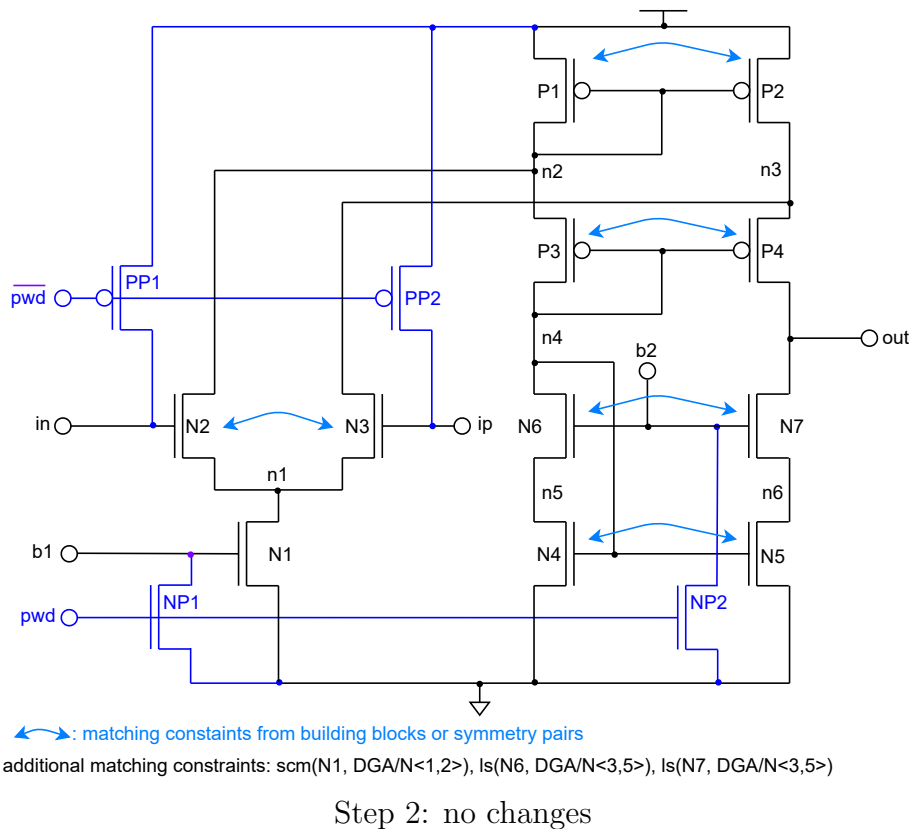 P1
P2
n2
n3
P3
P4
PP1
pwd
PP2
n4
out
b2
in
N2
N3
ip
N6
N7
n1
n5
n6
b1
N1
N4
N5
NP1
NP2
pwd
: matching constaints from building blocks or symmetry pairs
additional matching constraints: scm(N1, DGA/N<1,2>), ls(N6, DGA/N<3,5>), ls(N7, DGA/N<3,5>)
Step 2: no changes